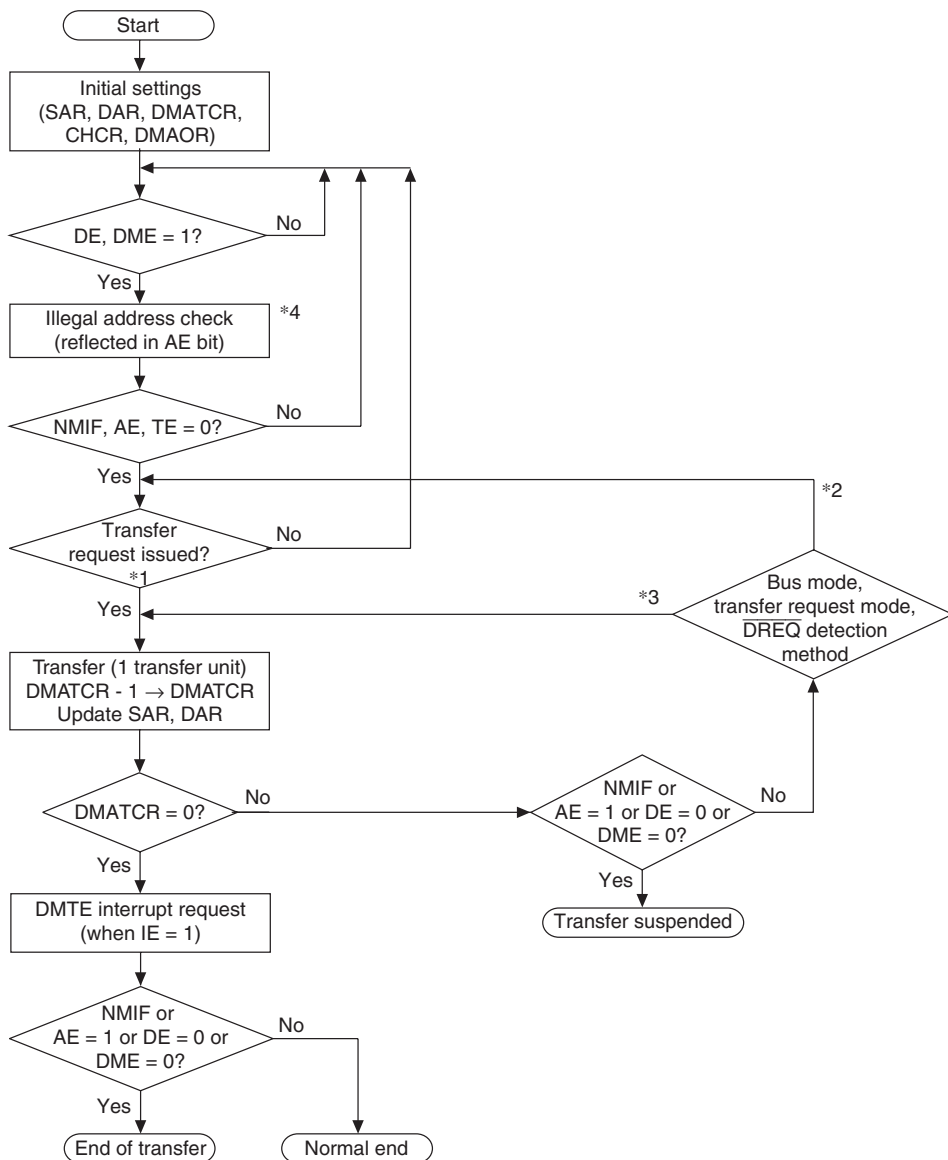 Start
Initial settings
(SAR, DAR, DMATCR,
CHCR, DMAOR)
DE, DME = 1?
No
Yes
Illegal address check
(reflected in AE bit)
*4
NMIF, AE, TE = 0?
No
Yes
*2
Transfer
request issued?
*1
No
Yes
*3
Bus mode,
transfer request mode,
DREQ detection
method
Transfer (1 transfer unit)
DMATCR - 1 → DMATCR
Update SAR, DAR
DMATCR = 0?
No
Yes
NMIF or
AE = 1 or DE = 0 or
DME = 0?
No
Yes
Transfer suspended
DMTE interrupt request
(when IE = 1)
NMIF or
AE = 1 or DE = 0 or
DME = 0?
No
Yes
End of transfer
Normal end